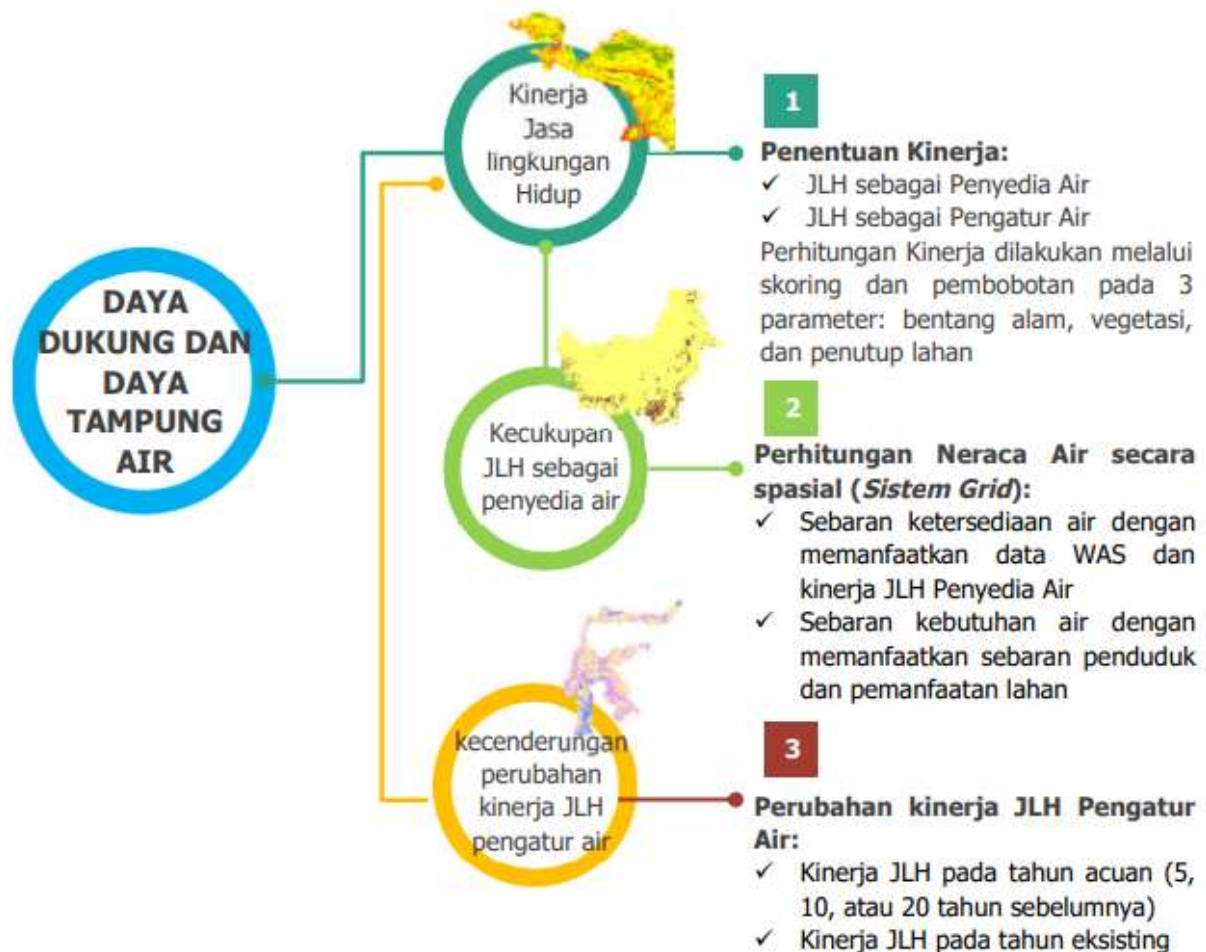 DAYA
DUKUNG DAN
DAYA
TAMPUNG
AIR
Kinerja
Jasa
lingkungan
Hidup
1
Penentuan Kinerja:
✓ JLH sebagai Penyedia Air
✓ JLH sebagai Pengatur Air
Perhitungan Kinerja dilakukan melalui
skoring dan pembobotan pada 3
parameter: bentang alam, vegetasi,
dan penutup lahan
Kecukupan
JLH sebagai
penyedia air
2
Perhitungan Neraca Air secara
spasial (Sistem Grid):
✓ Sebaran ketersediaan air dengan
memanfaatkan data WAS dan
kinerja JLH Penyedia Air
✓ Sebaran kebutuhan air dengan
memanfaatkan sebaran penduduk
dan pemanfaatan lahan
kecenderungan
perubahan
kinerja JLH
pengatur air
3
Perubahan kinerja JLH Pengatur
Air:
✓ Kinerja JLH pada tahun acuan (5,
10, atau 20 tahun sebelumnya)
✓ Kinerja JLH pada tahun eksisting